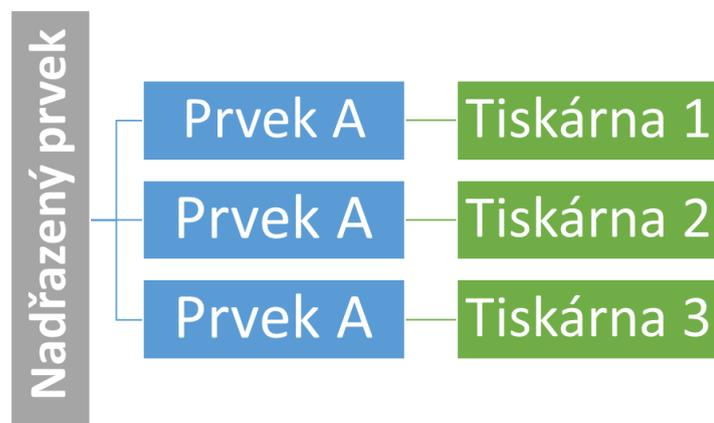 Nadřazený prvek
Prvek A
Tiskárna 1
Prvek A
Tiskárna 2
Prvek A
Tiskárna 3